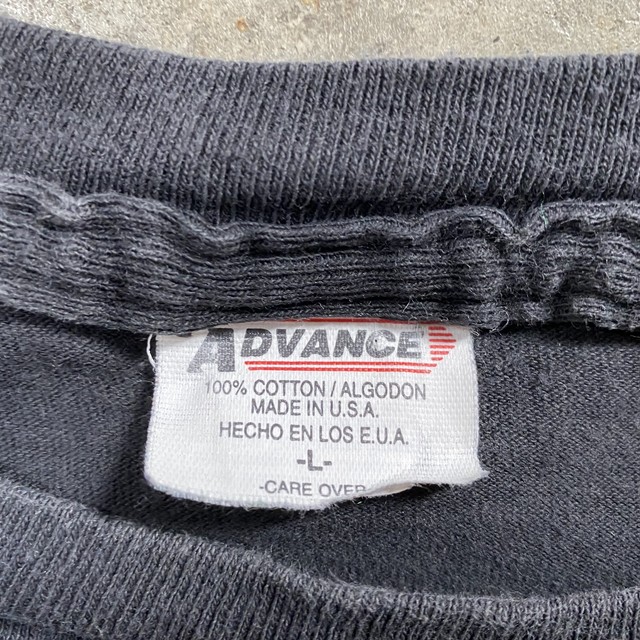 ADVANCE
100% COTTON / ALGODON
MADE IN U.S.A.
HECHO EN LOS E.U.A.
-L-
-CARE OVER